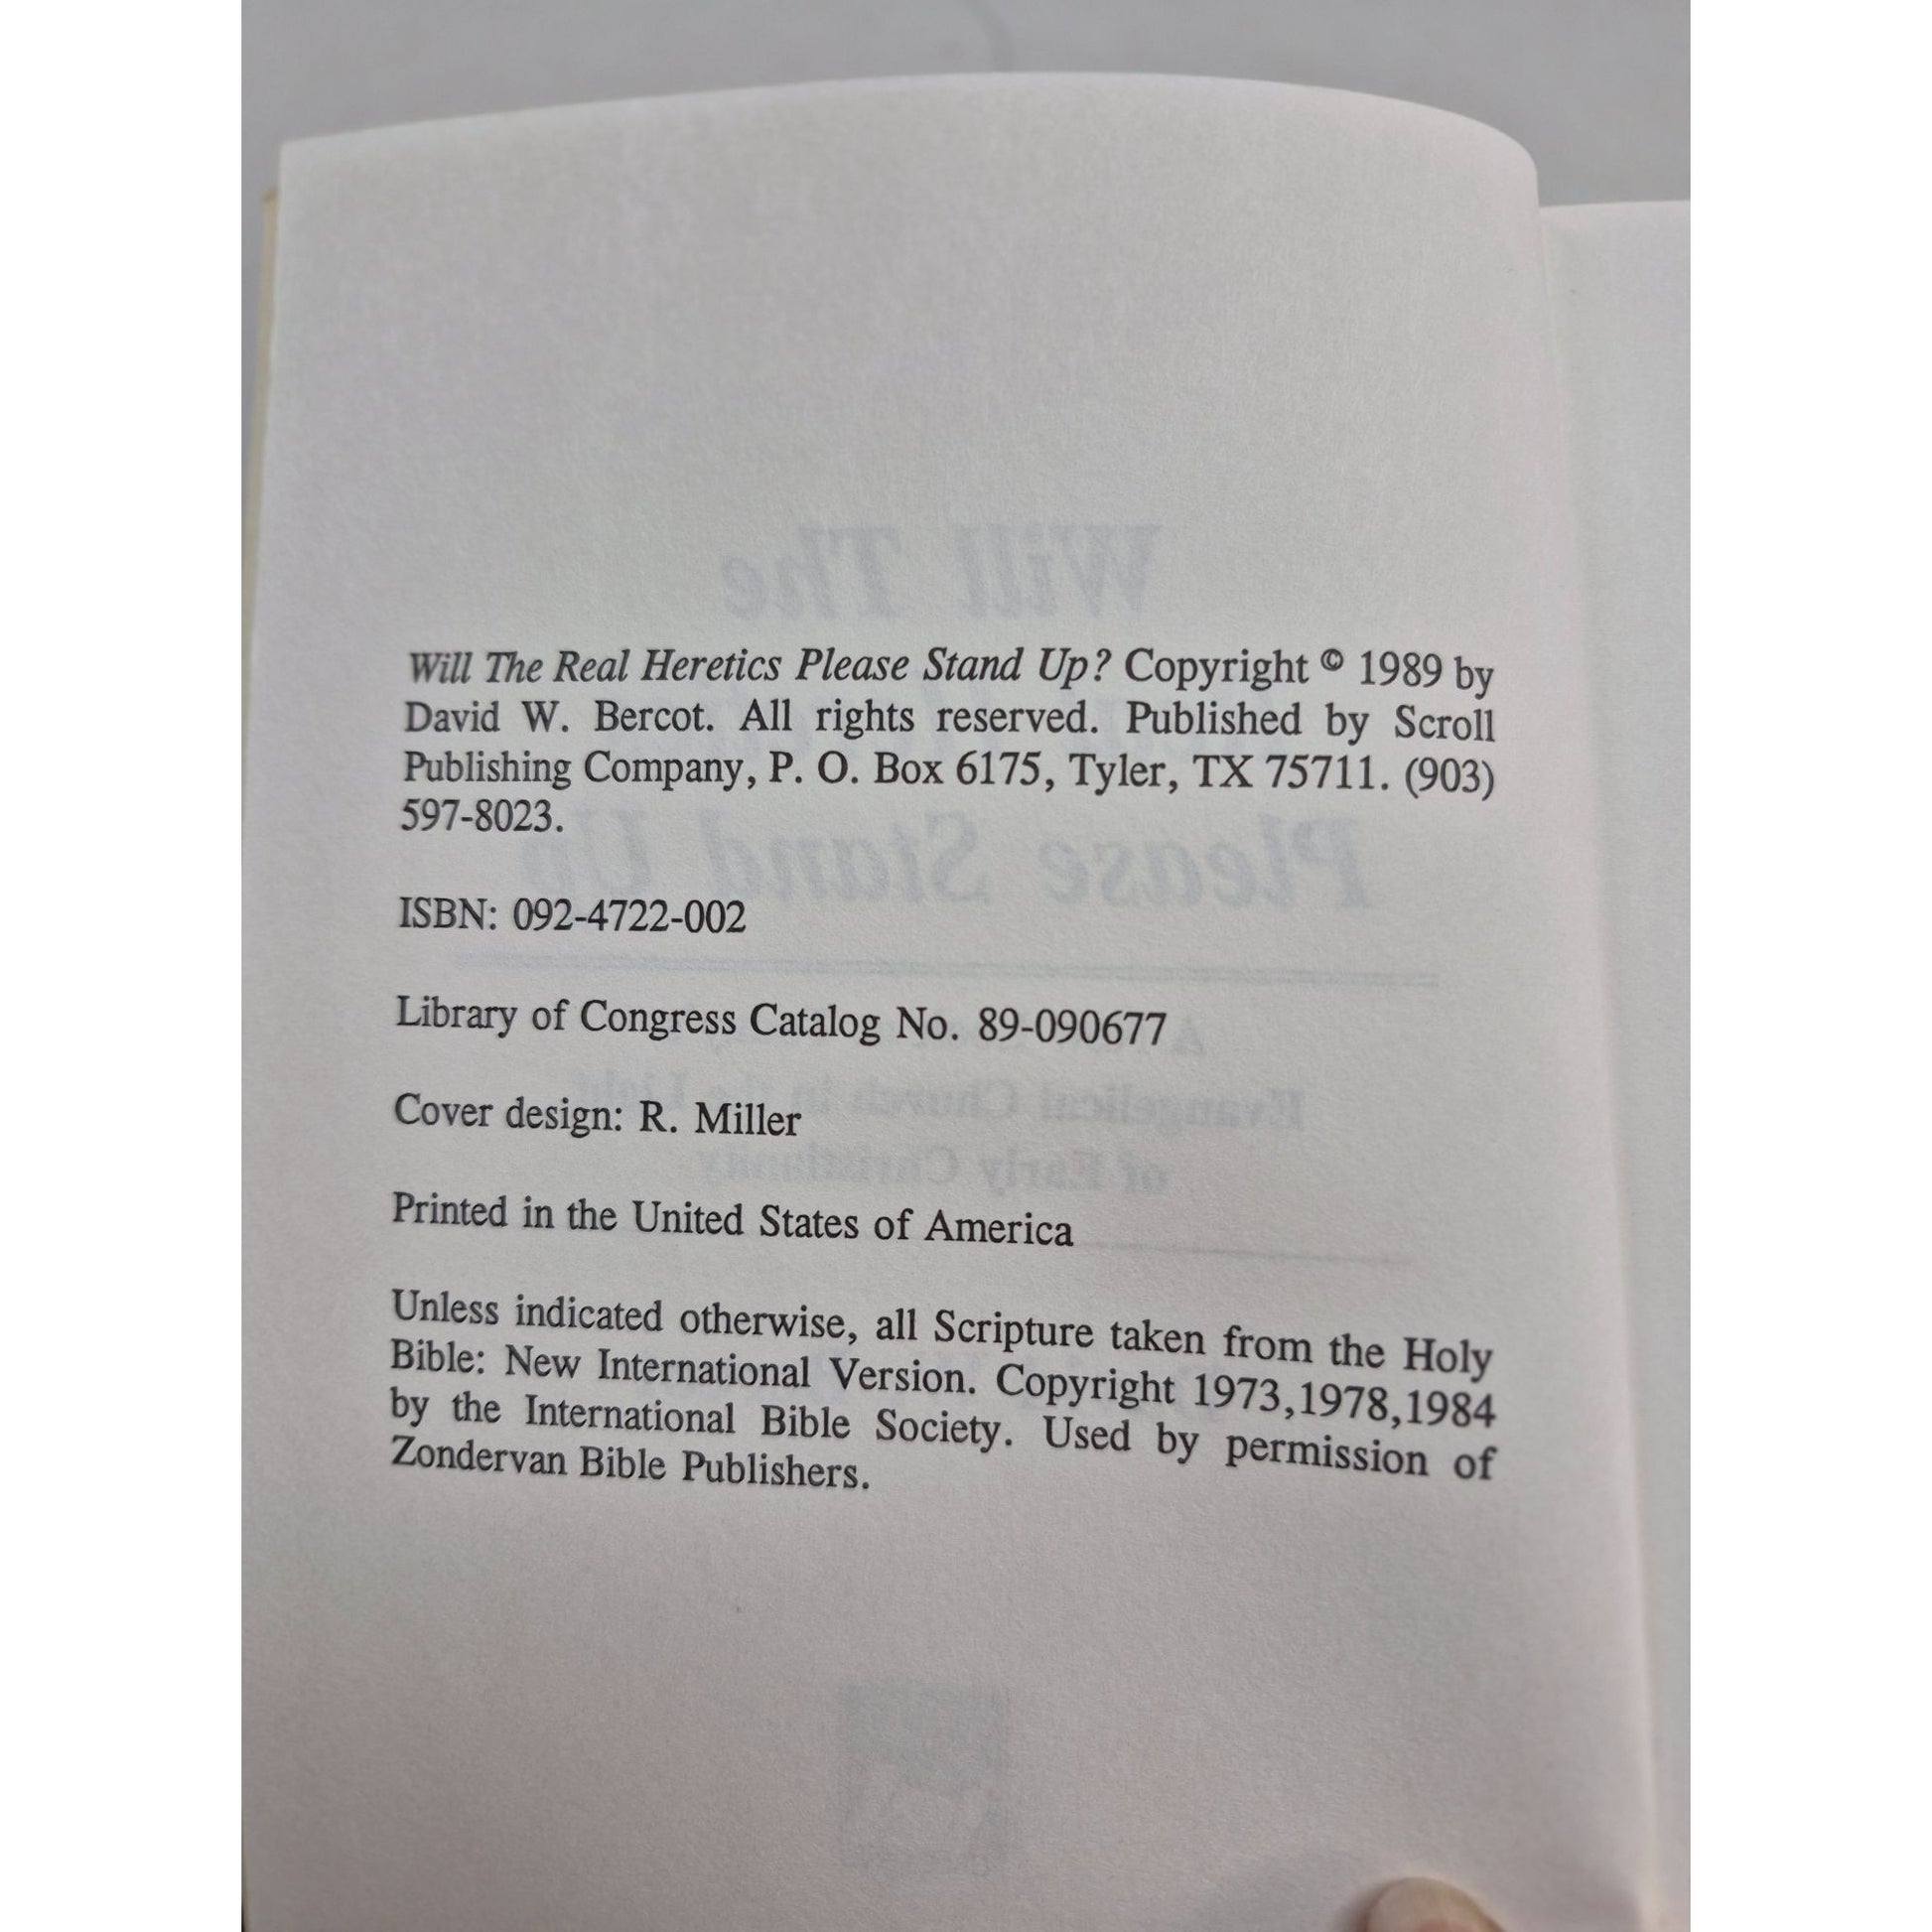 Will The Real Heretics Please Stand Up? Copyright © 1989 by
David W. Bercot. All rights reserved. Published by Scroll
Publishing Company, P. O. Box 6175, Tyler, TX 75711. (903)
597-8023.
ISBN: 092-4722-002
Library of Congress Catalog No. 89-090677
Cover design: R. Miller
Printed in the United States of America
Unless indicated otherwise, all Scripture taken from the Holy
Bible: New International Version. Copyright 1973,1978,1984
by the International Bible Society. Used by permission of
Zondervan Bible Publishers.